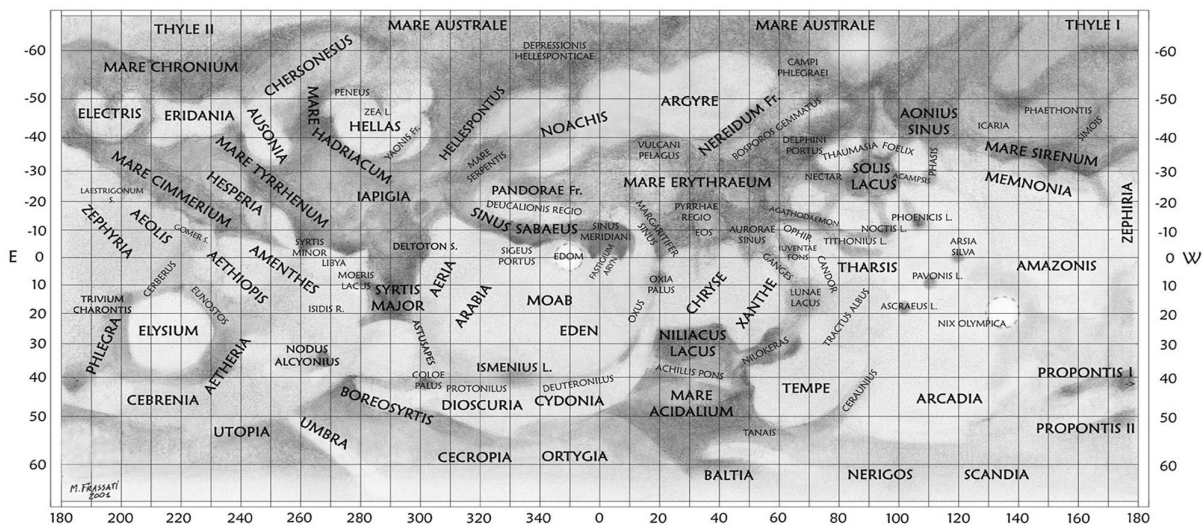 THYLE II
MARE AUSTRALE
MARE AUSTRALE
THYLE I
-60
MARE CHRONIUM
CHERSONESUS
DEPRESSIONIS
HELLESPONTICAE
CAMPI
PHLEGRAEI
-60
-50
ELECTRIS
ERIDANIA
AUSONIA
MARE
HADRIACUM
PENEUS
ZEA L.
HELLAS
YAONIS Fr.
HELLESPONTUS
NOACHIS
ARGYRE
NEREIDUM Fr.
BOSPOROS GEMMATUS
AONIUS
SINUS
PHAETHONTIS
ICARIA
SIMOIS
-50
-40
MARE CIMMERIUM
HESPERIA
MARE TYRRHENUM
MARE
SERPENTIS
VULCANI
PELAGUS
DELPHINI
PORTUS
THAUMASIA FOELIX
PHASIS
MARE SIRENUM
-40
-30
LAESTRIGONUM
S.
IAPIGIA
PANDORAE Fr.
MARE ERYTHRAEUM
NECTAR
SOLIS
LACUS
ACAMPSIS
MEMNONIA
-30
-20
ZEPHYRIA
AEOLIS
GOMER S.
DEUCALIONIS REGIO
SINUS SABAEUS
SINUS
MERIDIANI
MARGARITIFER
SINUS
PYRRHAE
REGIO
EOS
AGATHODAEMON
PHOENICIS L.
NOCTIS L.
ZEPHIRIA
-20
-10
AMENTHES
SYRTIS
MINOR
LIBYA
DELTOTON S.
SIGEUS
PORTUS
EDOM
FASTIGIUM
ARYN
AURORAE
SINUS
OPHIR
IUVENTAE
FONS
TITHONIUS L.
ARSIA
SILVA
-10
E
0
CERBERUS
AETHIOPIS
MOERIS
LACUS
AERIA
ARABIA
MOAB
OXIA
PALUS
CHRYSE
XANTHE
GANGES
CANDOR
THARSIS
PAVONIS L.
AMAZONIS
0
W
10
TRIVIUM
CHARONTIS
EUNOSTOS
ISIDIS R.
SYRTIS
MAJOR
OXUS
LUNAE
LACUS
TRACTUS ALBUS
ASCRAEUS L.
10
20
PHLEGRA
ELYSIUM
AETHERIA
ASTUSAPES
EDEN
NILIACUS
LACUS
NILOKERAS
NIX OLYMPICA
20
30
NODUS
ALCYONIUS
COLOE
PALUS
ISMENIUS L.
ACHILLIS PONS
30
40
CEBRENIA
BOREOSYRTIS
PROTONILUS
DIOSCURIA
DEUTERONILUS
CYDONIA
MARE
ACIDALIUM
TEMPE
CERAUNIUS
ARCADIA
PROPONTIS I
40
50
UTOPIA
UMBRA
TANAIS
PROPONTIS II
50
60
CECROPIA
ORTYGIA
BALTIA
NERIGOS
SCANDIA
60
M. FRASSATI
2001
180 200 220 240 260 280 300 320 340 0 20 40 60 80 100 120 140 160 180